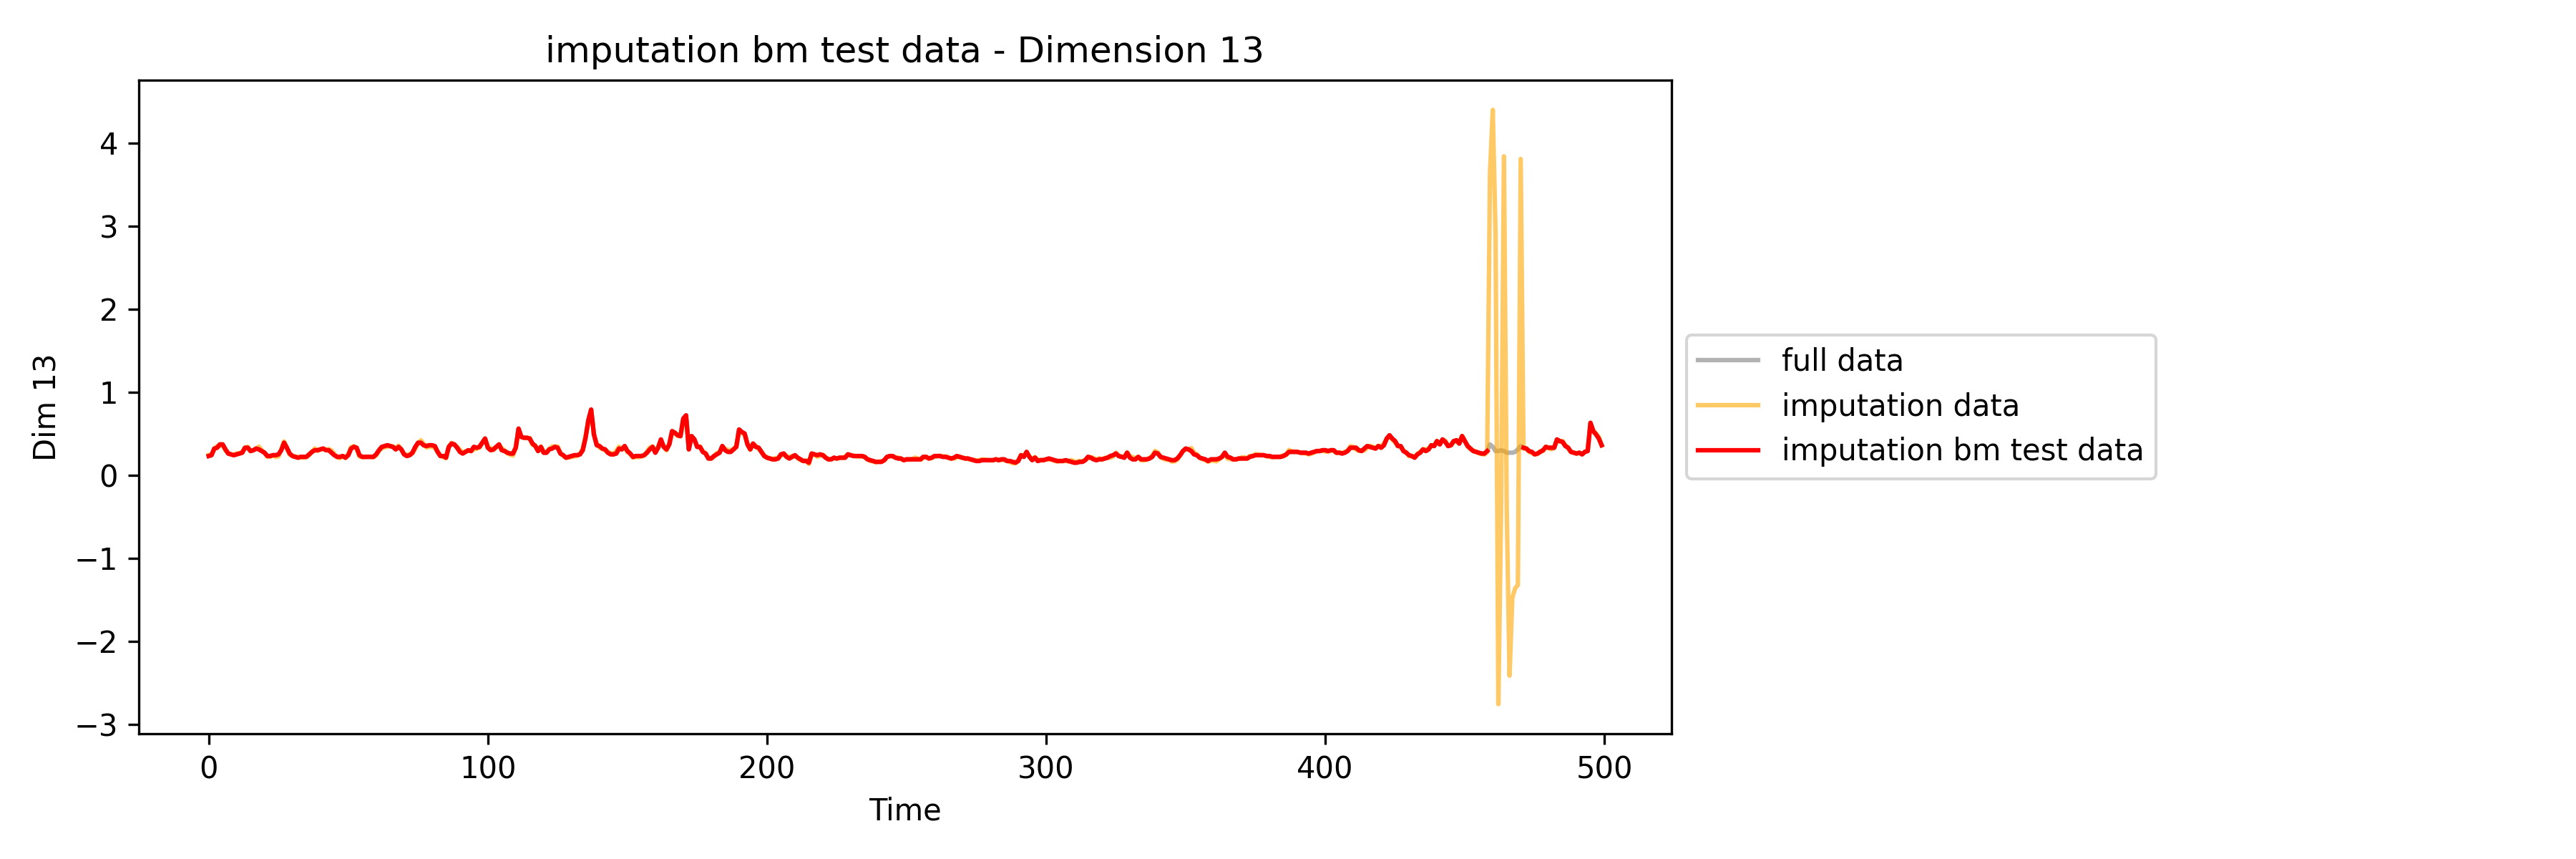 imputation bm test data - Dimension 13
Dim 13
4
3
2
1
0
−1
−2
−3
0 100 200 300 400 500
Time
full data
imputation data
imputation bm test data